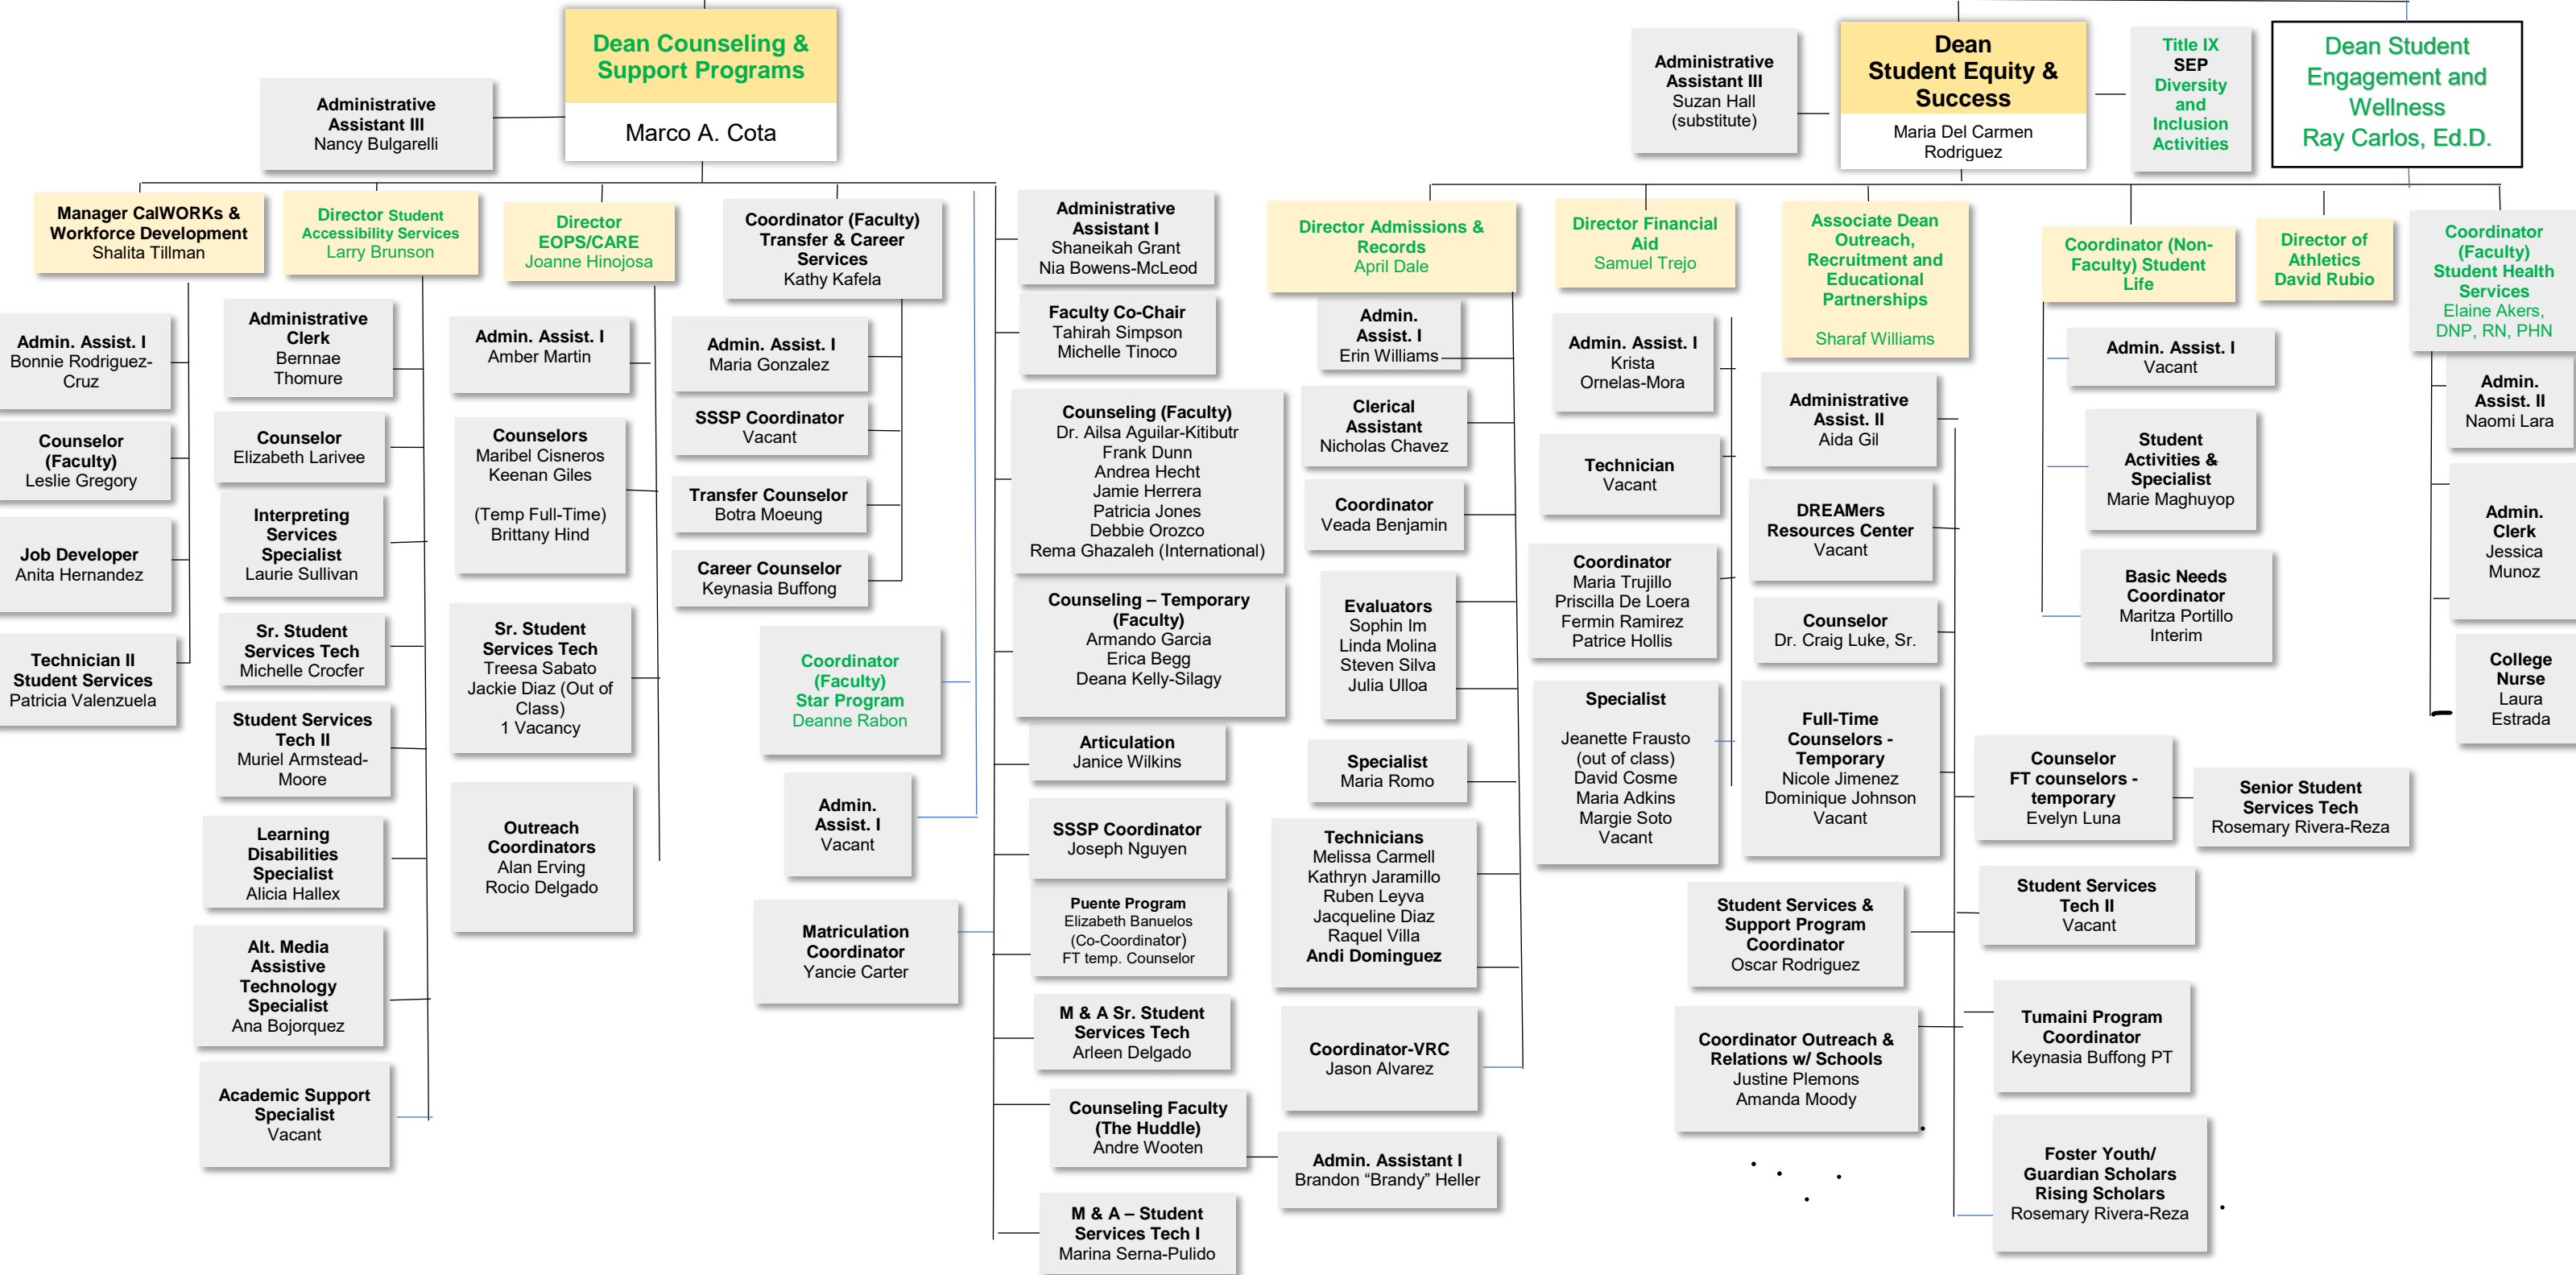 Dean Counseling &
Support Programs
Marco A. Cota
Administrative
Assistant III
Nancy Bulgarelli
Manager CalWORKs &
Workforce Development
Shalita Tillman
Admin. Assist. I
Bonnie Rodriguez-
Cruz
Counselor
(Faculty)
Leslie Gregory
Job Developer
Anita Hernandez
Technician II
Student Services
Patricia Valenzuela
Director Student
Accessibility Services
Larry Brunson
Administrative
Clerk
Bernnae
Thomure
Counselor
Elizabeth Larivee
Interpreting
Services
Specialist
Laurie Sullivan
Sr. Student
Services Tech
Michelle Crocfer
Student Services
Tech II
Muriel Armstead-
Moore
Learning
Disabilities
Specialist
Alicia Hallex
Alt. Media
Assistive
Technology
Specialist
Ana Bojorquez
Academic Support
Specialist
Vacant
Director
EOPS/CARE
Joanne Hinojosa
Admin. Assist. I
Amber Martin
Counselors
Maribel Cisneros
Keenan Giles
(Temp Full-Time)
Brittany Hind
Sr. Student
Services Tech
Treesa Sabato
Jackie Diaz (Out of
Class)
1 Vacancy
Outreach
Coordinators
Alan Erving
Rocio Delgado
Coordinator (Faculty)
Transfer & Career
Services
Kathy Kafela
Admin. Assist. I
Maria Gonzalez
SSSP Coordinator
Vacant
Transfer Counselor
Botra Moeung
Career Counselor
Keynasia Buffong
Coordinator
(Faculty)
Star Program
Deanne Rabon
Admin.
Assist. I
Vacant
Matriculation
Coordinator
Yancie Carter
Administrative
Assistant I
Shaneikah Grant
Nia Bowens-McLeod
Faculty Co-Chair
Tahirah Simpson
Michelle Tinoco
Counseling (Faculty)
Dr. Ailsa Aguilar-Kitibutr
Frank Dunn
Andrea Hecht
Jamie Herrera
Patricia Jones
Debbie Orozco
Rema Ghazaleh (International)
Counseling – Temporary
(Faculty)
Armando Garcia
Erica Begg
Deana Kelly-Silagy
Articulation
Janice Wilkins
SSSP Coordinator
Joseph Nguyen
Puente Program
Elizabeth Banuelos
(Co-Coordinator)
FT temp. Counselor
M & A Sr. Student
Services Tech
Arleen Delgado
Counseling Faculty
(The Huddle)
Andre Wooten
Admin. Assistant I
Brandon “Brandy” Heller
M & A – Student
Services Tech I
Marina Serna-Pulido
Administrative
Assistant III
Suzan Hall
(substitute)
Dean
Student Equity &
Success
Maria Del Carmen
Rodriguez
Title IX
SEP
Diversity
and
Inclusion
Activities
Dean Student
Engagement and
Wellness
Ray Carlos, Ed.D.
Director Admissions &
Records
April Dale
Admin.
Assist. I
Erin Williams
Clerical
Assistant
Nicholas Chavez
Coordinator
Veada Benjamin
Evaluators
Sophin Im
Linda Molina
Steven Silva
Julia Ulloa
Specialist
Maria Romo
Technicians
Melissa Carmell
Kathryn Jaramillo
Ruben Leyva
Jacqueline Diaz
Raquel Villa
Andi Dominguez
Coordinator-VRC
Jason Alvarez
Director Financial
Aid
Samuel Trejo
Admin. Assist. I
Krista
Ornelas-Mora
Technician
Vacant
Coordinator
Maria Trujillo
Priscilla De Loera
Fermin Ramirez
Patrice Hollis
Specialist
Jeanette Frausto
(out of class)
David Cosme
Maria Adkins
Margie Soto
Vacant
Associate Dean
Outreach,
Recruitment and
Educational
Partnerships
Sharaf Williams
Administrative
Assist. II
Aida Gil
DREAMers
Resources Center
Vacant
Counselor
Dr. Craig Luke, Sr.
Full-Time
Counselors -
Temporary
Nicole Jimenez
Dominique Johnson
Vacant
Student Services &
Support Program
Coordinator
Oscar Rodriguez
Coordinator Outreach &
Relations w/ Schools
Justine Plemons
Amanda Moody
Counselor
FT counselors -
temporary
Evelyn Luna
Senior Student
Services Tech
Rosemary Rivera-Reza
Student Services
Tech II
Vacant
Tumaini Program
Coordinator
Keynasia Buffong PT
Foster Youth/
Guardian Scholars
Rising Scholars
Rosemary Rivera-Reza
Coordinator (Non-
Faculty) Student
Life
Admin. Assist. I
Vacant
Student
Activities &
Specialist
Marie Maghuyop
Basic Needs
Coordinator
Maritza Portillo
Interim
Director of
Athletics
David Rubio
Coordinator
(Faculty)
Student Health
Services
Elaine Akers,
DNP, RN, PHN
Admin.
Assist. II
Naomi Lara
Admin.
Clerk
Jessica
Munoz
College
Nurse
Laura
Estrada